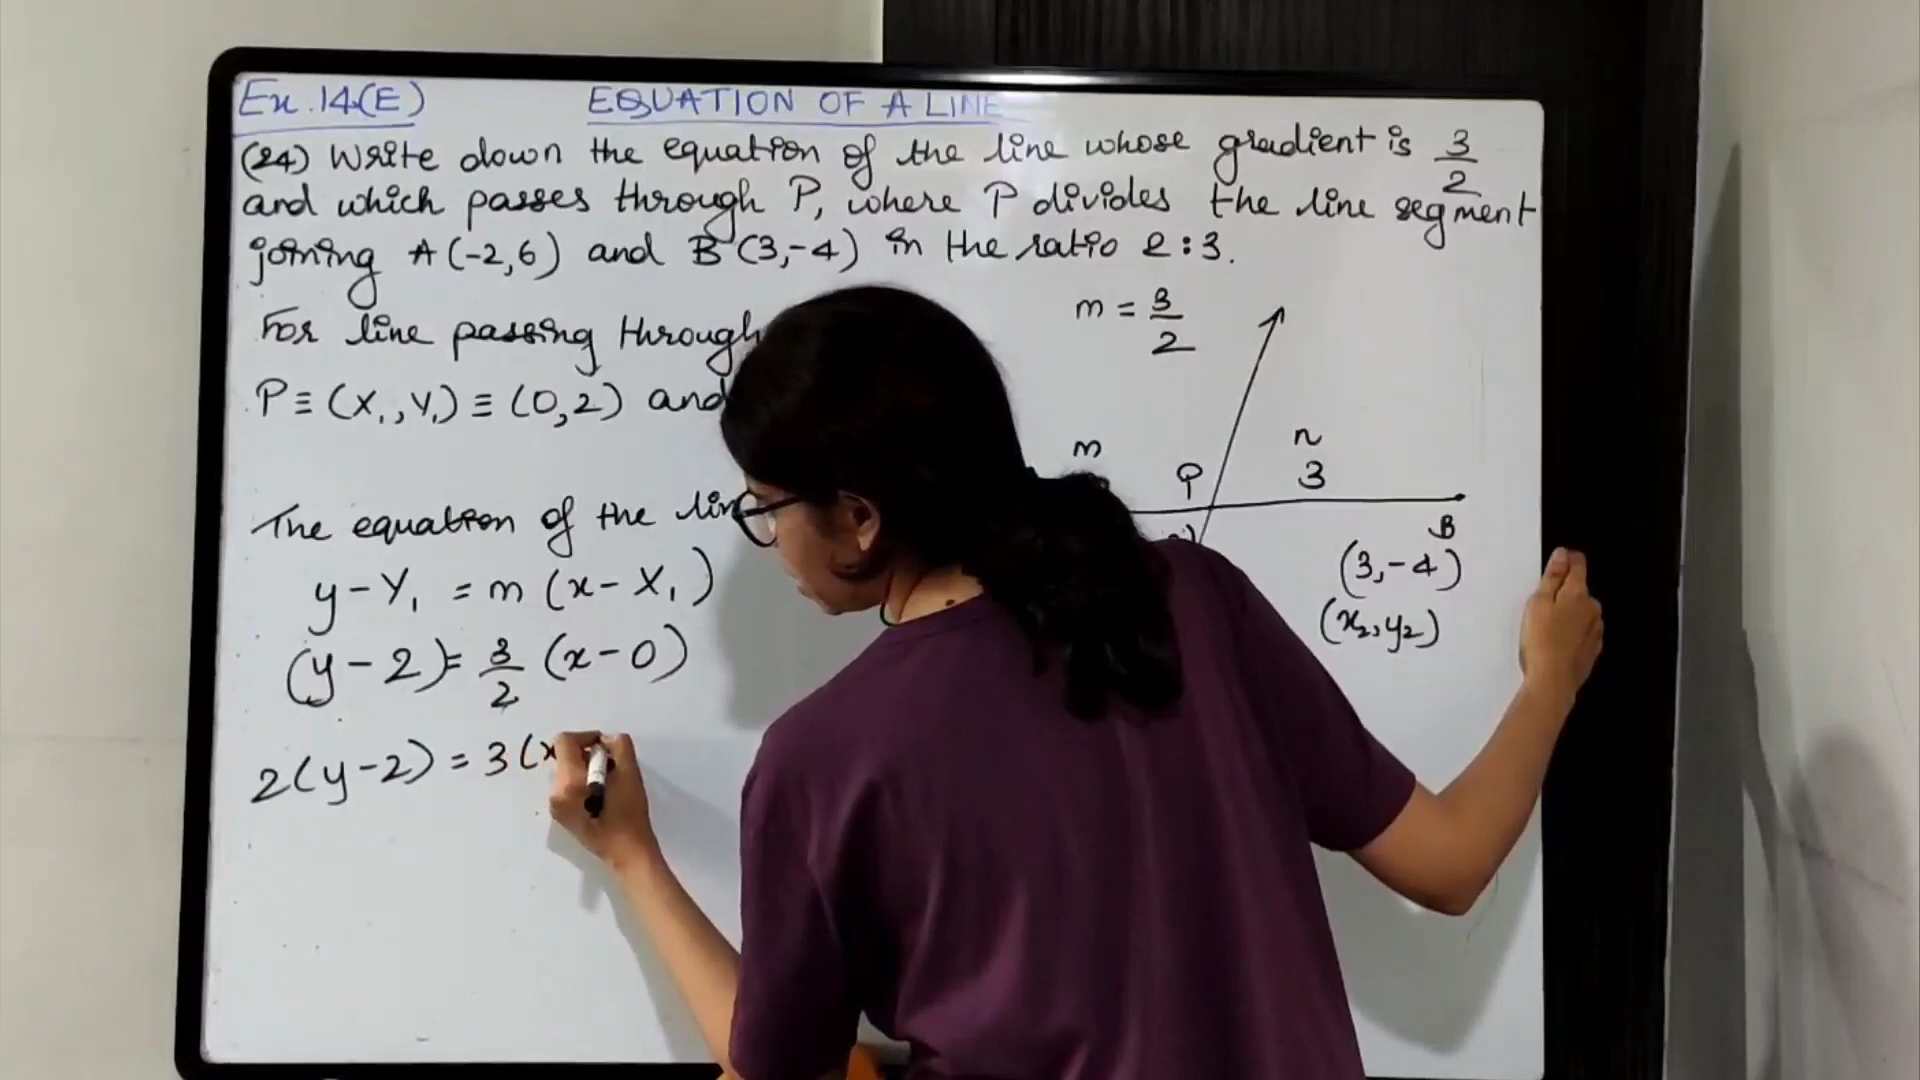 Ex. 14(E)
EQUATION OF A LINE
(24) Write down the equation of the line whose gradient is 3/2
and which passes through P, where P divides the line segment
joining A(-2,6) and B(3,-4) in the ratio 2:3.
For line passing through
P ≡ (X₁,Y₁) ≡ (0,2) and
The equation of the
y-Y₁ = m (x-X₁)
(y-2) = 3/2 (x-0)
2(y-2) = 3(x
m = 3/2
m
n
P
3
B
(3,-4)
(x₂,y₂)